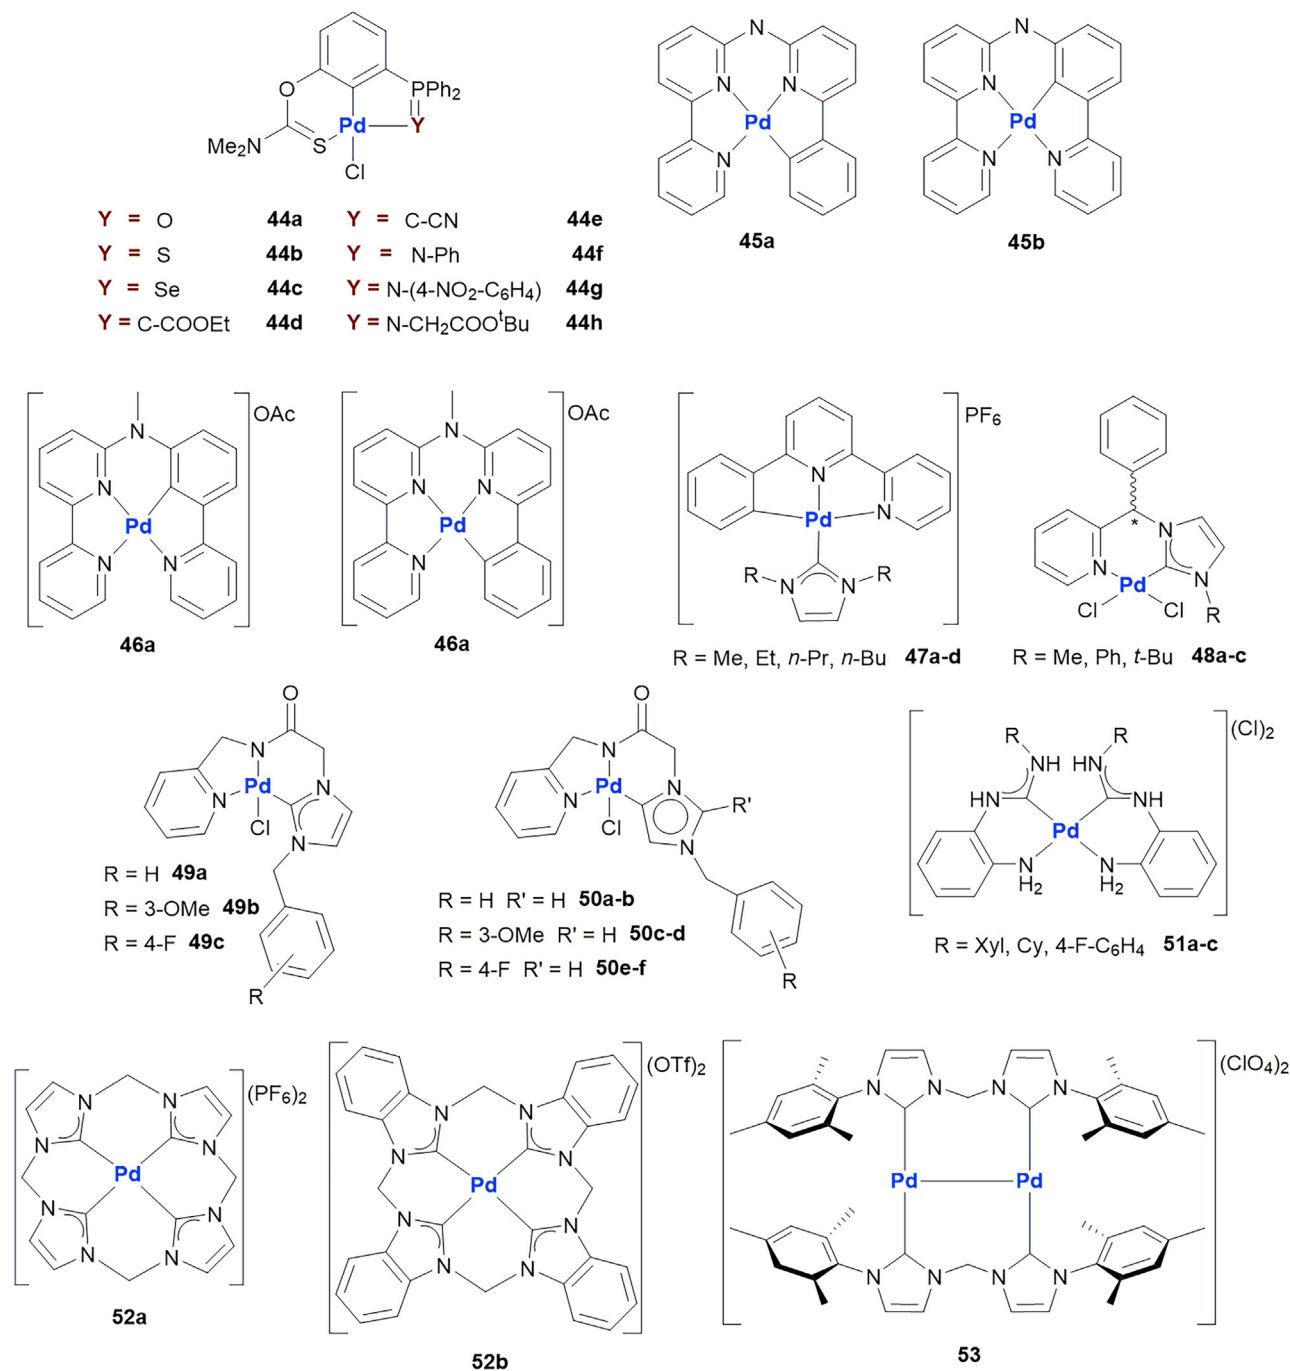 O
PPh2
Pd
Y
Me2N
S
Cl
Y = O 44a Y = C-CN 44e
Y = S 44b Y = N-Ph 44f
Y = Se 44c Y = N-(4-NO2-C6H4) 44g
Y = C-COOEt 44d Y = N-CH2COOtBu 44h
N
N N
Pd
N
45a
N
N
Pd
N N
45b
N
N
Pd
N N
OAc
46a
N
N N
Pd
N
OAc
46a
N
Pd N
R N N R
PF6
R = Me, Et, n-Pr, n-Bu 47a-d
*
N
N
Pd N
Cl Cl R
R = Me, Ph, t-Bu 48a-c
O
N
Pd N
N
Cl
N
R = H 49a
R = 3-OMe 49b
R = 4-F 49c
R
O
N
Pd N
N R'
Cl
N
R = H R' = H 50a-b
R = 3-OMe R' = H 50c-d
R = 4-F R' = H 50e-f
R
(Cl)2
R R
NH HN
HN NH
Pd
N N
H2 H2
R = Xyl, Cy, 4-F-C6H4 51a-c
(PF6)2
N N
N N
Pd
N N
N N
52a
(OTf)2
N N
N N
Pd
N N
N N
52b
(ClO4)2
N N N N
Pd Pd
N N N N
53